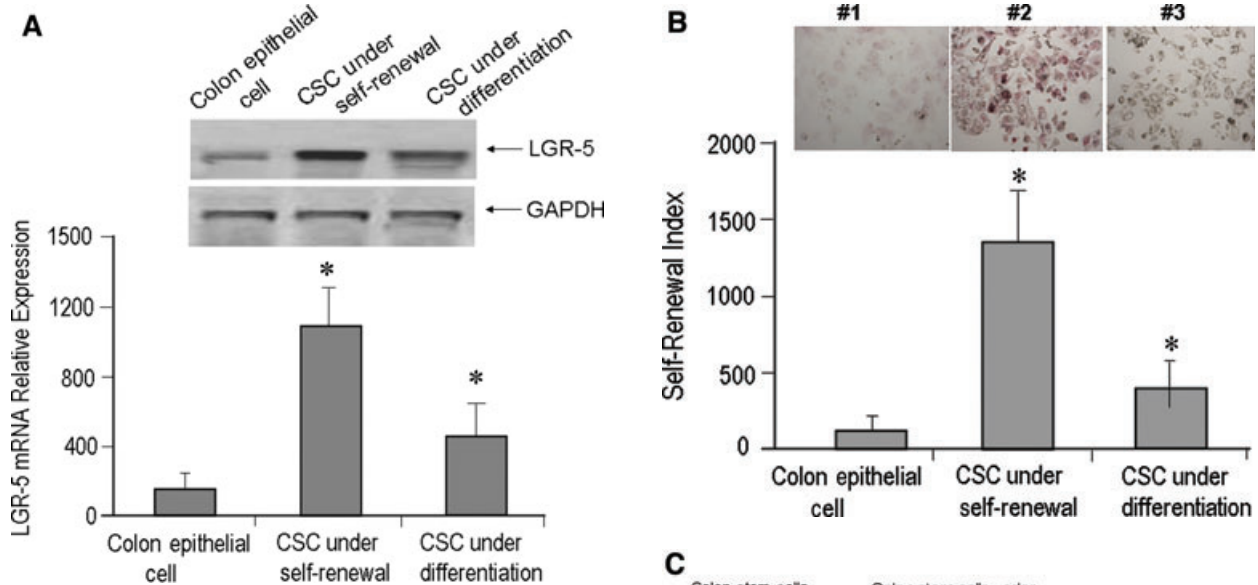 A
Colon epithelial
cell
CSC under
self-renewal
CSC under
differentiation
LGR-5
GAPDH
LGR-5 mRNA Relative Expression
1500
1200
800
400
0
*
*
Colon epithelial
cell
CSC under
self-renewal
CSC under
differentiation
B
#1
#2
#3
Self-Renewal Index
2000
1500
1000
500
0
*
*
Colon epithelial
cell
CSC under
self-renewal
CSC under
differentiation
C